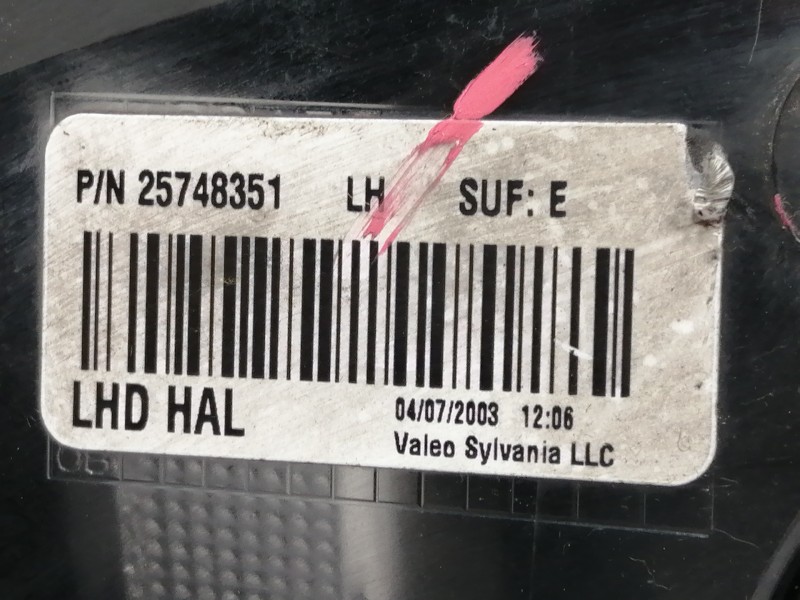 P/N 25748351 LH SUF: E
LHD HAL
04/07/2003 12:06
Valeo Sylvania LLC